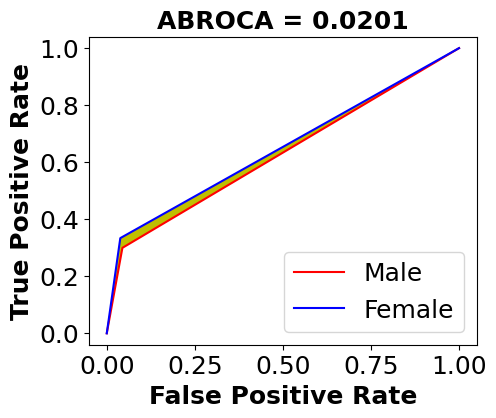 ABROCA = 0.0201
True Positive Rate
1.0
0.8
0.6
0.4
0.2
0.0
Male
Female
0.00 0.25 0.50 0.75 1.00
False Positive Rate